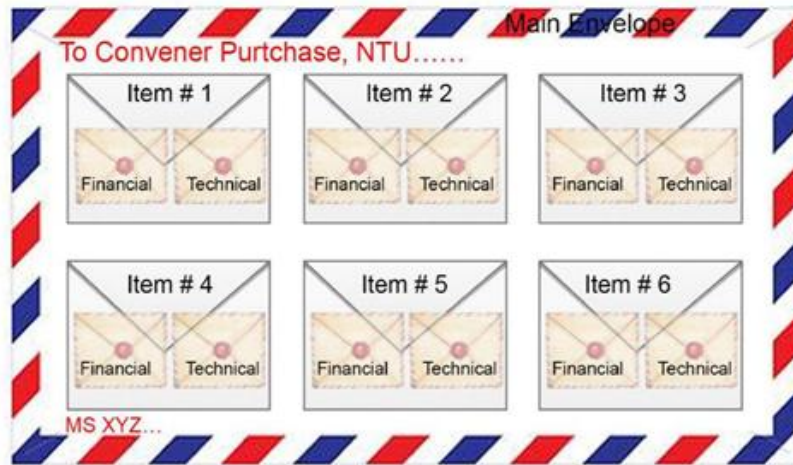 Main Envelope
To Convener Purtchase, NTU......
Item # 1 Item # 2 Item # 3
Financial Technical Financial Technical Financial Technical
Item # 4 Item # 5 Item # 6
Financial Technical Financial Technical Financial Technical
MS XYZ...